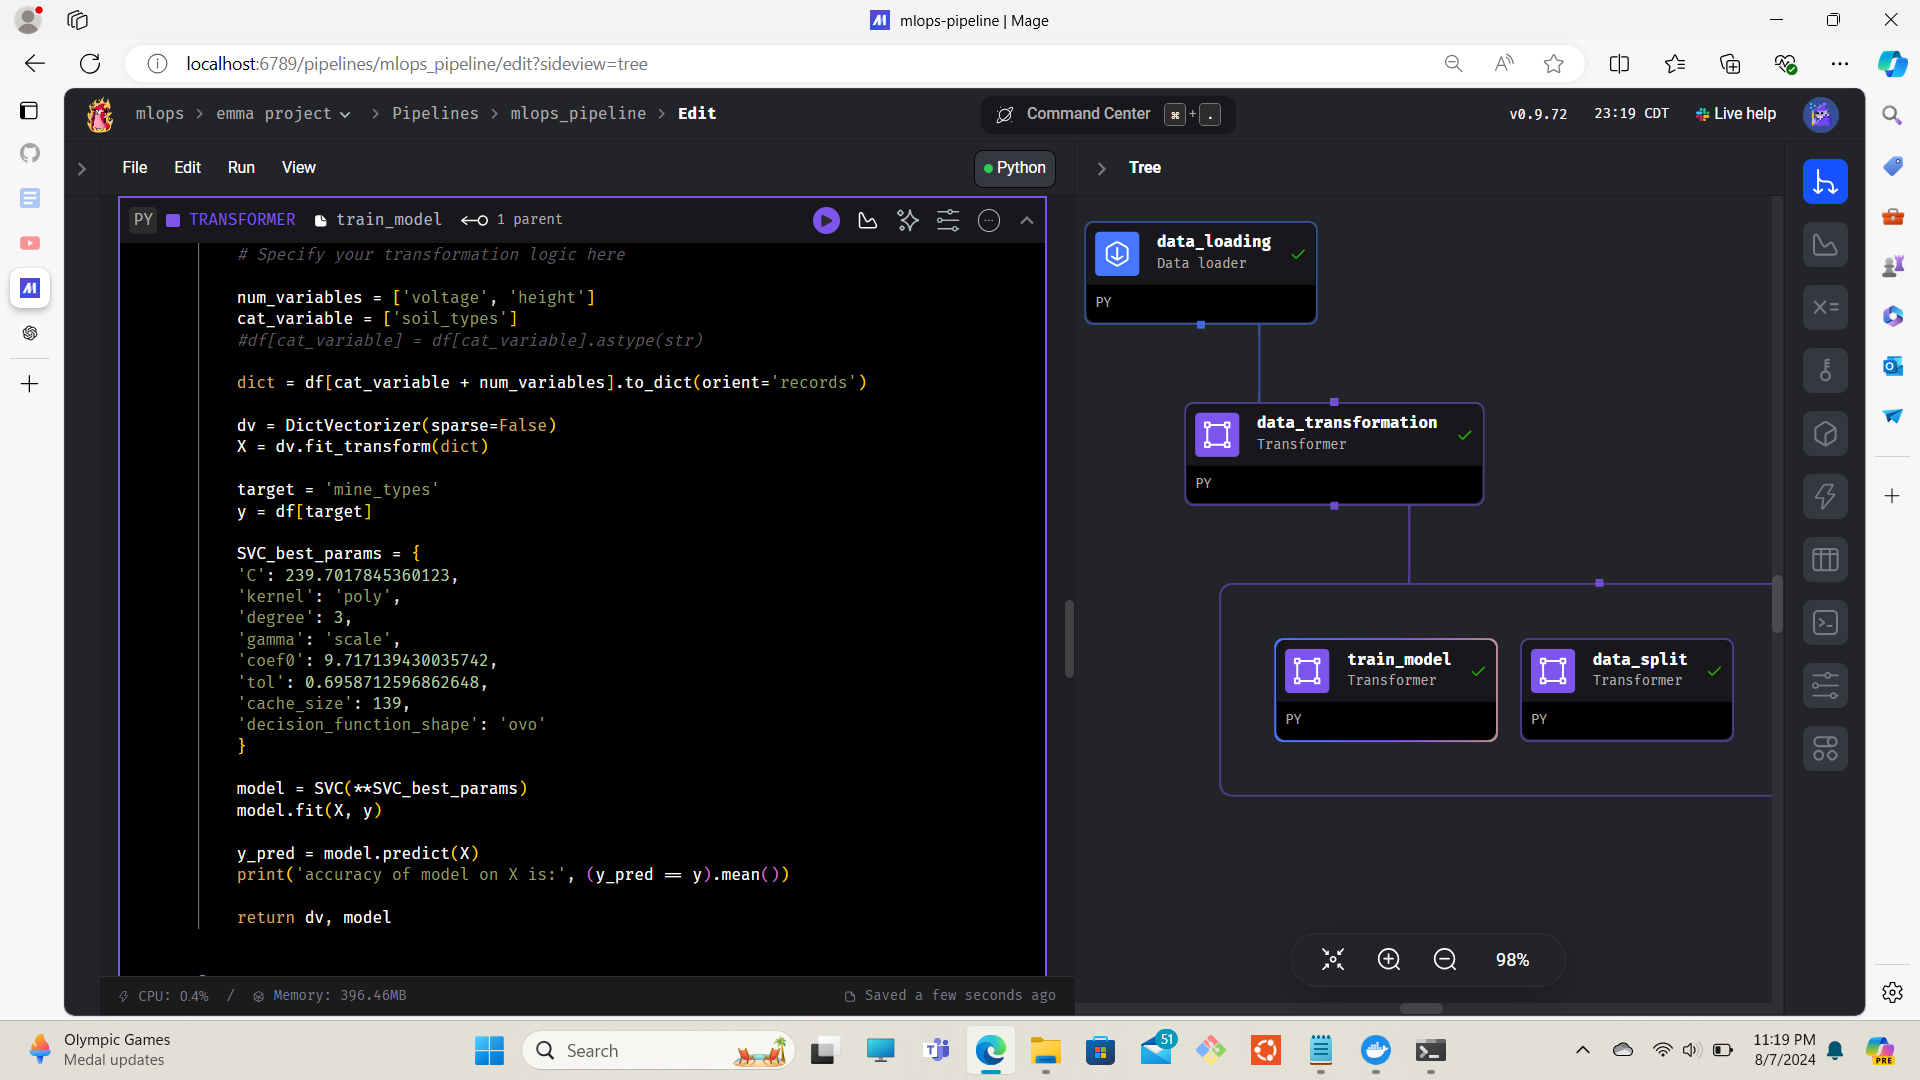 mlops-pipeline | Mage
localhost:6789/pipelines/mlops_pipeline/edit?sideview=tree
mlops > emma project > Pipelines > mlops_pipeline > Edit
Command Center ⌘ + .
v0.9.72
23:19 CDT
Live help
File Edit Run View
Python
Tree
PY TRANSFORMER train_model 1 parent
# Specify your transformation logic here
num_variables = ['voltage', 'height']
cat_variable = ['soil_types']
#df[cat_variable] = df[cat_variable].astype(str)
dict = df[cat_variable + num_variables].to_dict(orient='records')
dv = DictVectorizer(sparse=False)
X = dv.fit_transform(dict)
target = 'mine_types'
y = df[target]
SVC_best_params = {
'C': 239.7017845360123,
'kernel': 'poly',
'degree': 3,
'gamma': 'scale',
'coef0': 9.717139430035742,
'tol': 0.6958712596862648,
'cache_size': 139,
'decision_function_shape': 'ovo'
}
model = SVC(**SVC_best_params)
model.fit(X, y)
y_pred = model.predict(X)
print('accuracy of model on X is:', (y_pred == y).mean())
return dv, model
CPU: 0.4% / Memory: 396.46MB
Saved a few seconds ago
data_loading
Data loader
PY
data_transformation
Transformer
PY
train_model
Transformer
PY
data_split
Transformer
PY
98%
Olympic Games
Medal updates
Search
51
11:19 PM
8/7/2024
PRE